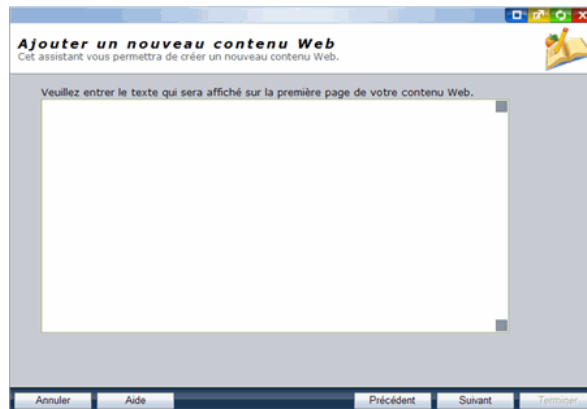 Ajouter un nouveau contenu Web
Cet assistant vous permettra de créer un nouveau contenu Web.
Veuillez entrer le texte qui sera affiché sur la première page de votre contenu Web.
Annuler Aide Précédent Suivant Terminer